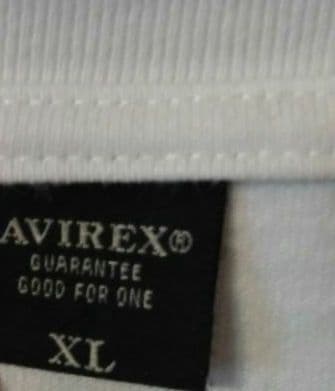 AVIREX®
GUARANTEE
GOOD FOR ONE
XL